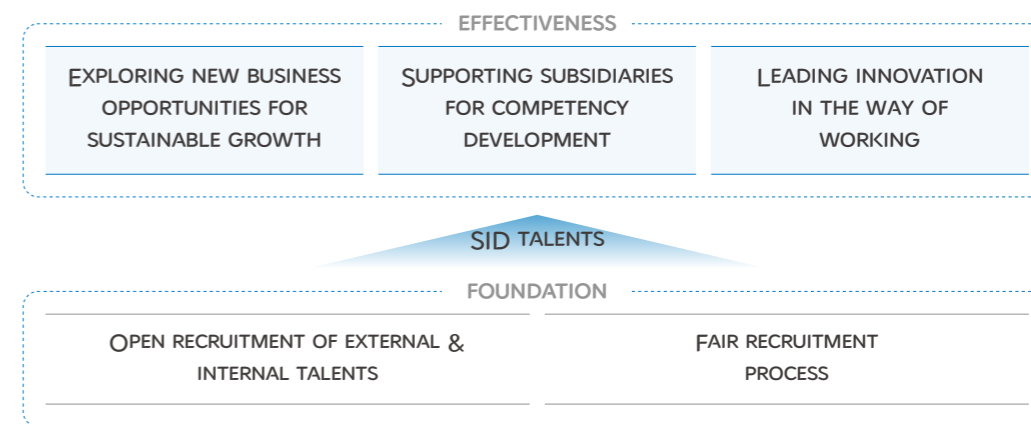 EFFECTIVENESS
EXPLORING NEW BUSINESS
OPPORTUNITIES FOR
SUSTAINABLE GROWTH
SUPPORTING SUBSIDIARIES
FOR COMPETENCY
DEVELOPMENT
LEADING INNOVATION
IN THE WAY OF
WORKING
SID TALENTS
FOUNDATION
OPEN RECRUITMENT OF EXTERNAL &
INTERNAL TALENTS
FAIR RECRUITMENT
PROCESS